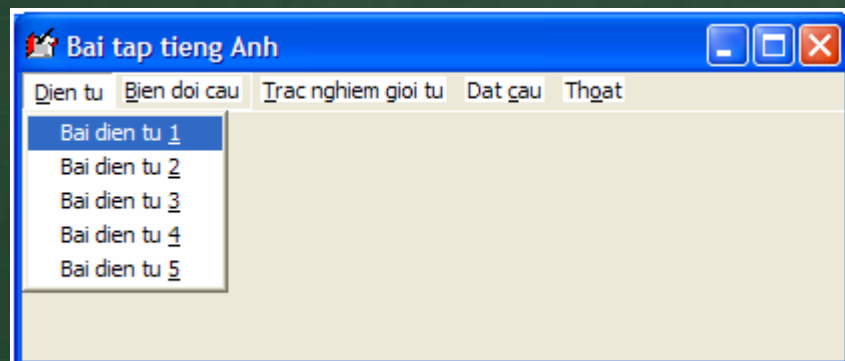 Bai tap tieng Anh
Dien tu Bien doi cau Trac nghiem gioi tu Dat cau Thoat
Bai dien tu 1
Bai dien tu 2
Bai dien tu 3
Bai dien tu 4
Bai dien tu 5